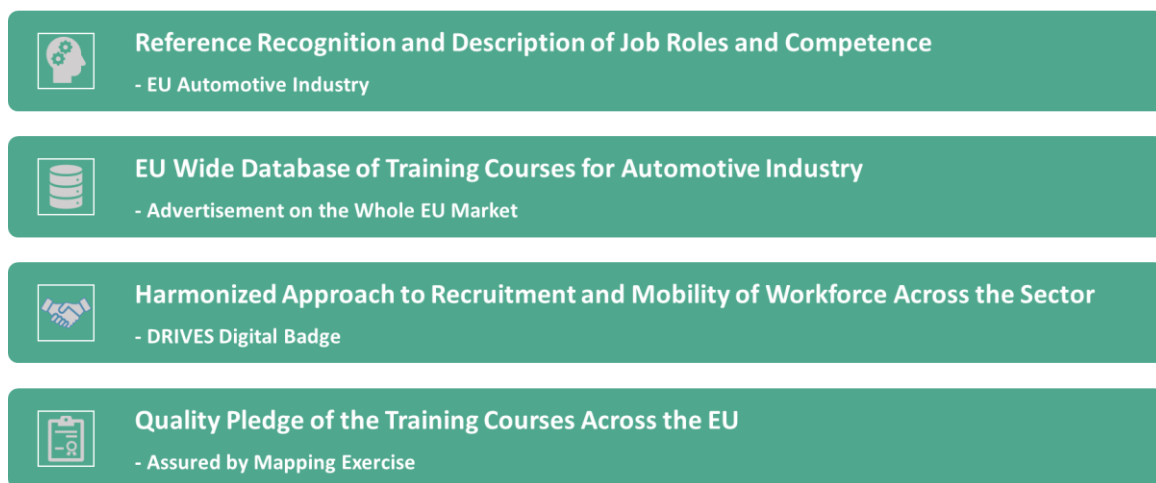 Reference Recognition and Description of Job Roles and Competence
- EU Automotive Industry
EU Wide Database of Training Courses for Automotive Industry
- Advertisement on the Whole EU Market
Harmonized Approach to Recruitment and Mobility of Workforce Across the Sector
- DRIVES Digital Badge
Quality Pledge of the Training Courses Across the EU
- Assured by Mapping Exercise